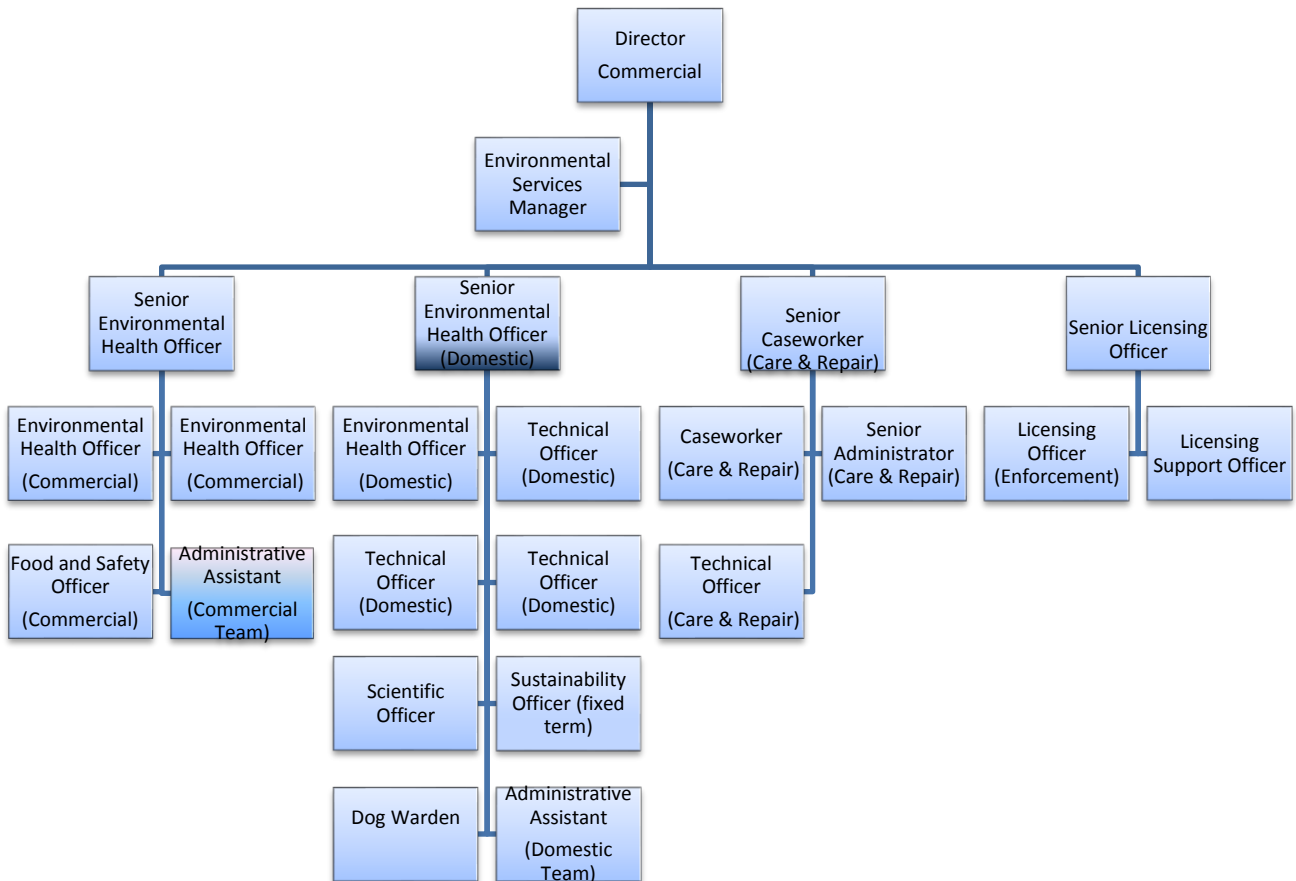 Director
Commercial
Environmental
Services
Manager
Senior
Environmental
Health Officer
Senior
Environmental
Health Officer
(Domestic)
Senior
Caseworker
(Care & Repair)
Senior Licensing
Officer
Environmental
Health Officer
(Commercial)
Environmental
Health Officer
(Commercial)
Environmental
Health Officer
(Domestic)
Technical
Officer
(Domestic)
Caseworker
(Care & Repair)
Senior
Administrator
(Care & Repair)
Licensing
Officer
(Enforcement)
Licensing
Support Officer
Food and Safety
Officer
(Commercial)
Administrative
Assistant
(Commercial
Team)
Technical
Officer
(Domestic)
Technical
Officer
(Domestic)
Technical
Officer
(Care & Repair)
Scientific
Officer
Sustainability
Officer (fixed
term)
Dog Warden
Administrative
Assistant
(Domestic
Team)